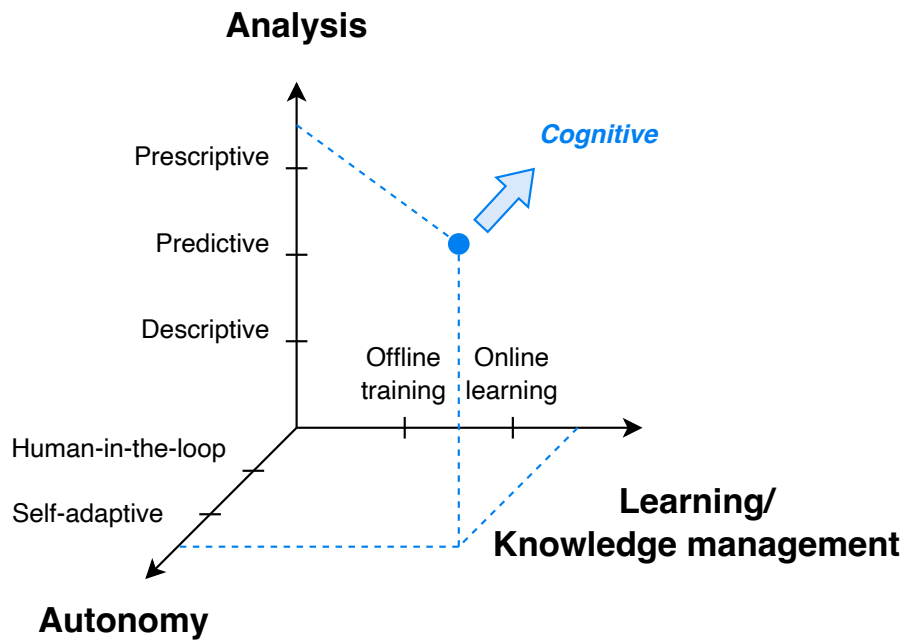 Analysis
Cognitive
Prescriptive
Predictive
Descriptive
Offline
training
Online
learning
Human-in-the-loop
Self-adaptive
Learning/
Knowledge management
Autonomy